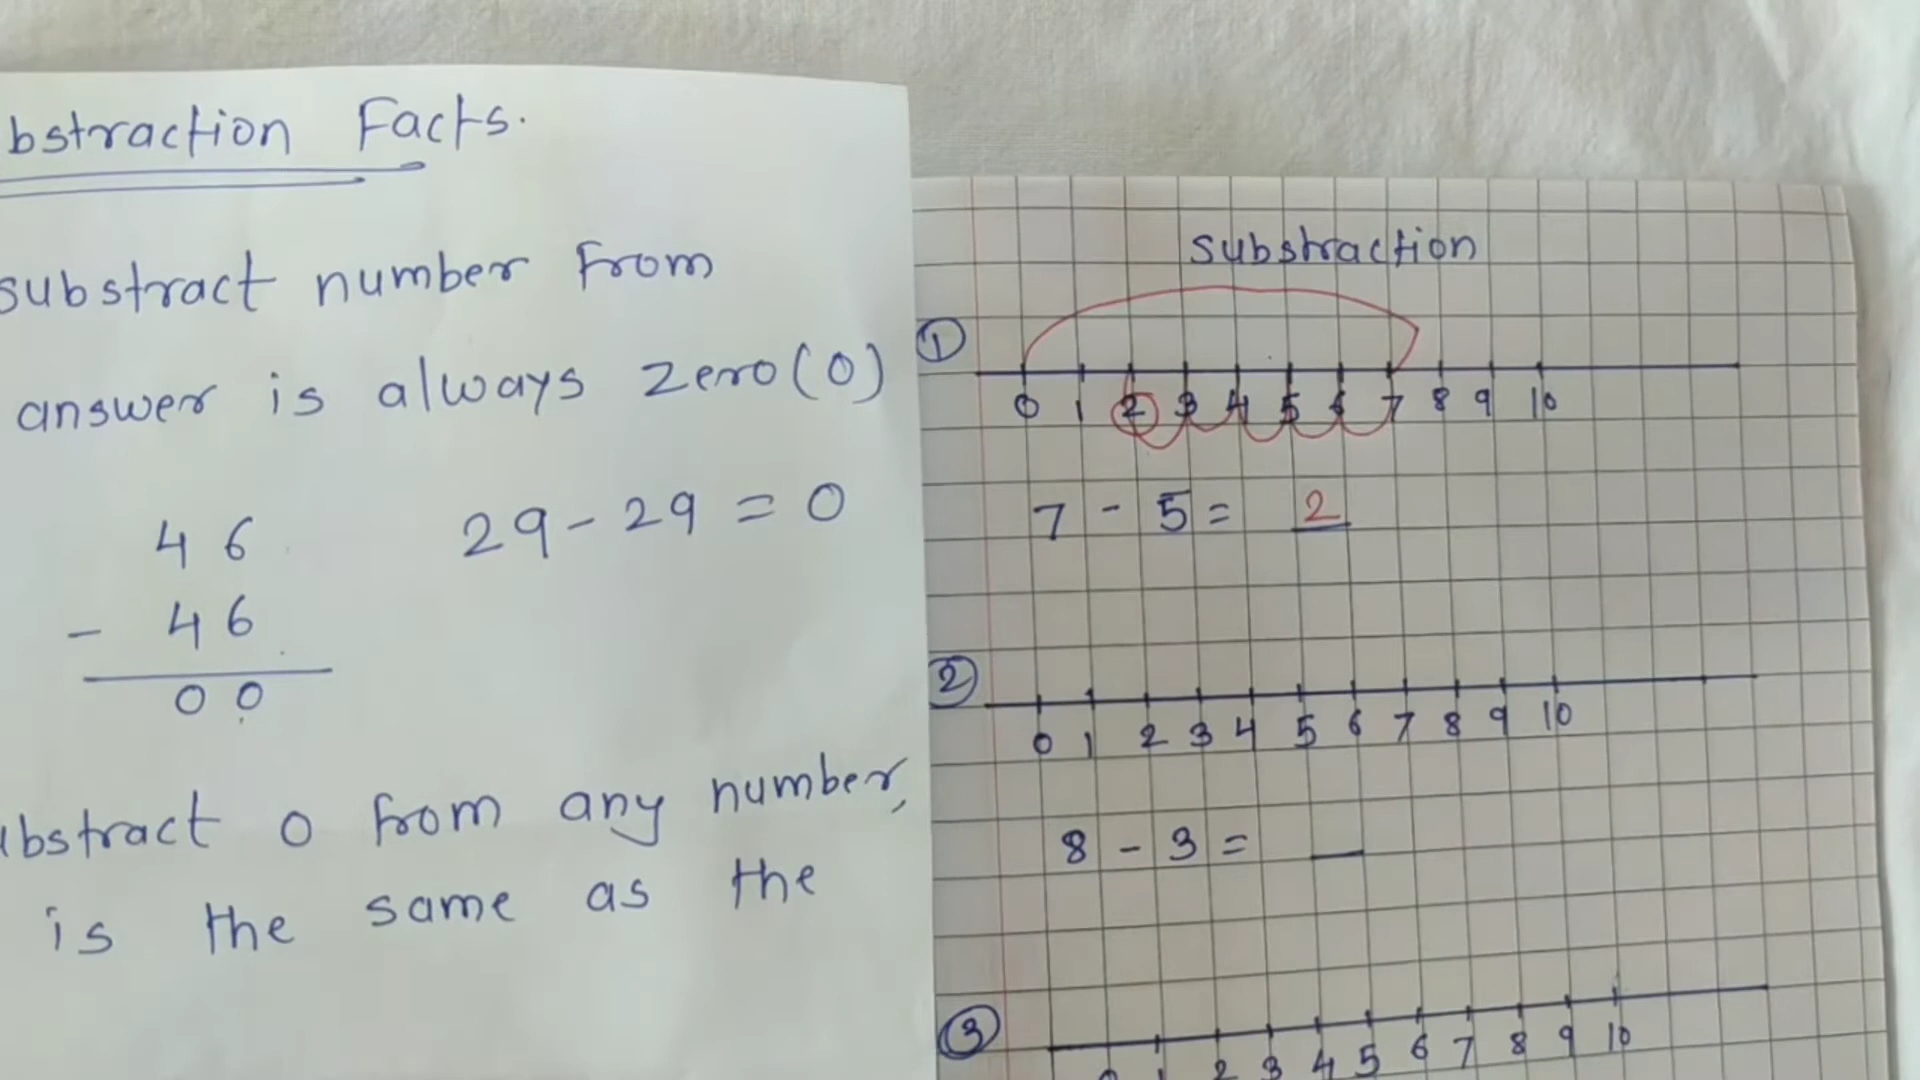 bstraction Facts.
substract number from
answer is always zero (0)
46 29 - 29 = 0
- 46
00
ubstract 0 from any number,
is the same as the
substraction
1
0 1 2 3 4 5 6 7 8 9 10
7 - 5 = 2
2
0 1 2 3 4 5 6 7 8 9 10
8 - 3 = _
3
0 1 2 3 4 5 6 7 8 9 10